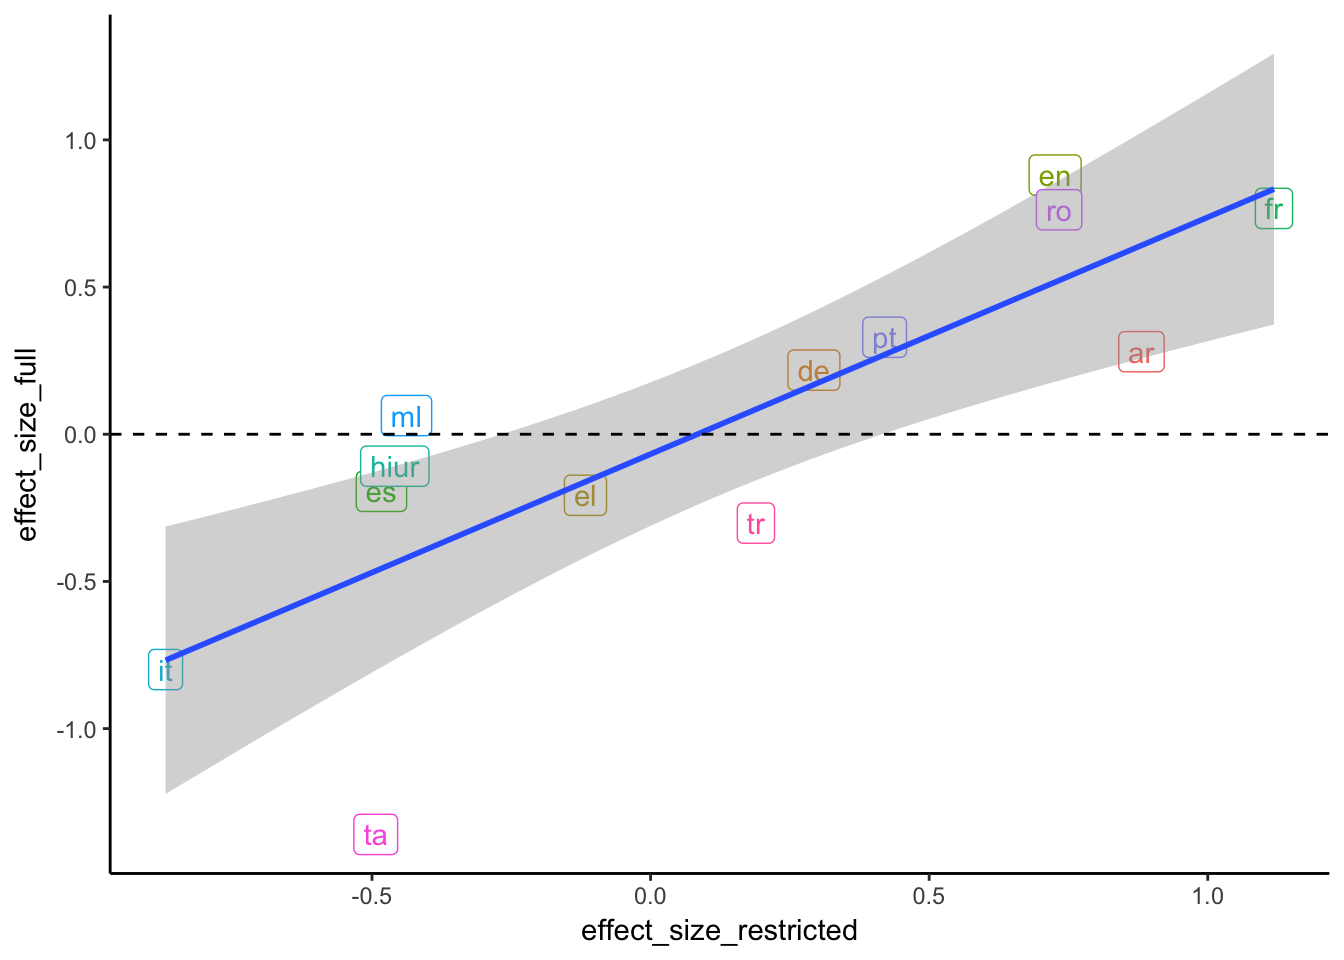 1.0
0.5
0.0
-0.5
-1.0
effect_size_full
en
ro
fr
pt
ar
de
ml
hiur
es
el
tr
it
ta
-0.5
0.0
0.5
1.0
effect_size_restricted